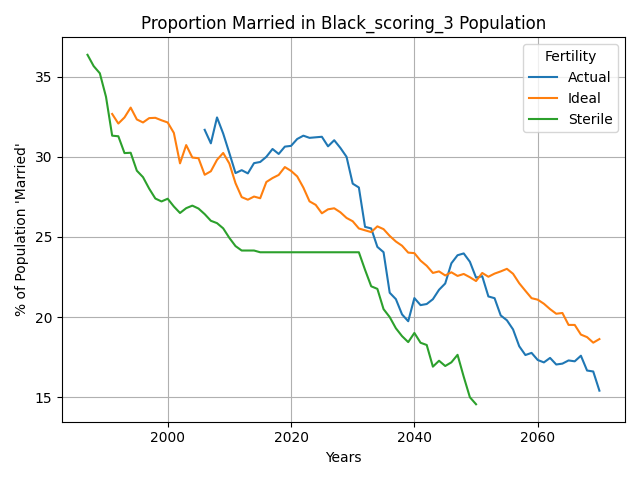 Proportion Married in Black_scoring_3 Population
% of Population 'Married'
35
30
25
20
15
Fertility
Actual
Ideal
Sterile
2000
2020
2040
2060
Years